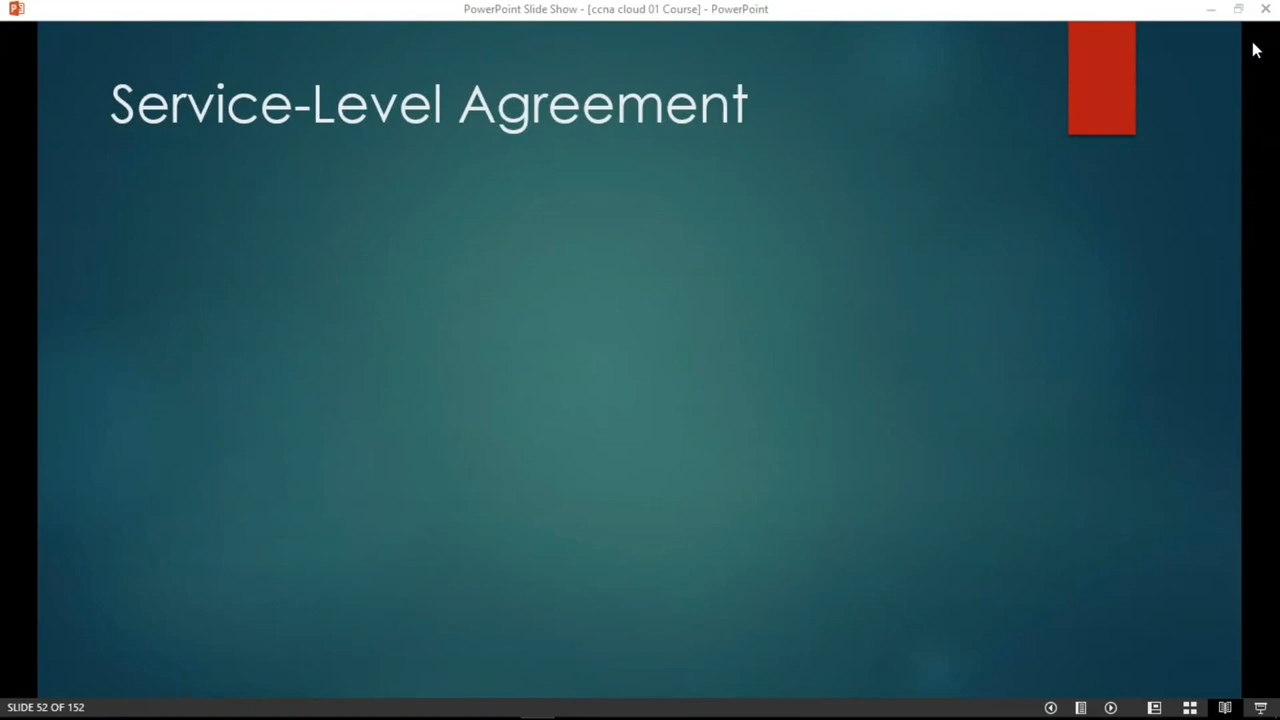 PowerPoint Slide Show - [ccna cloud 01 Course] - PowerPoint
Service-Level Agreement
SLIDE 52 OF 152